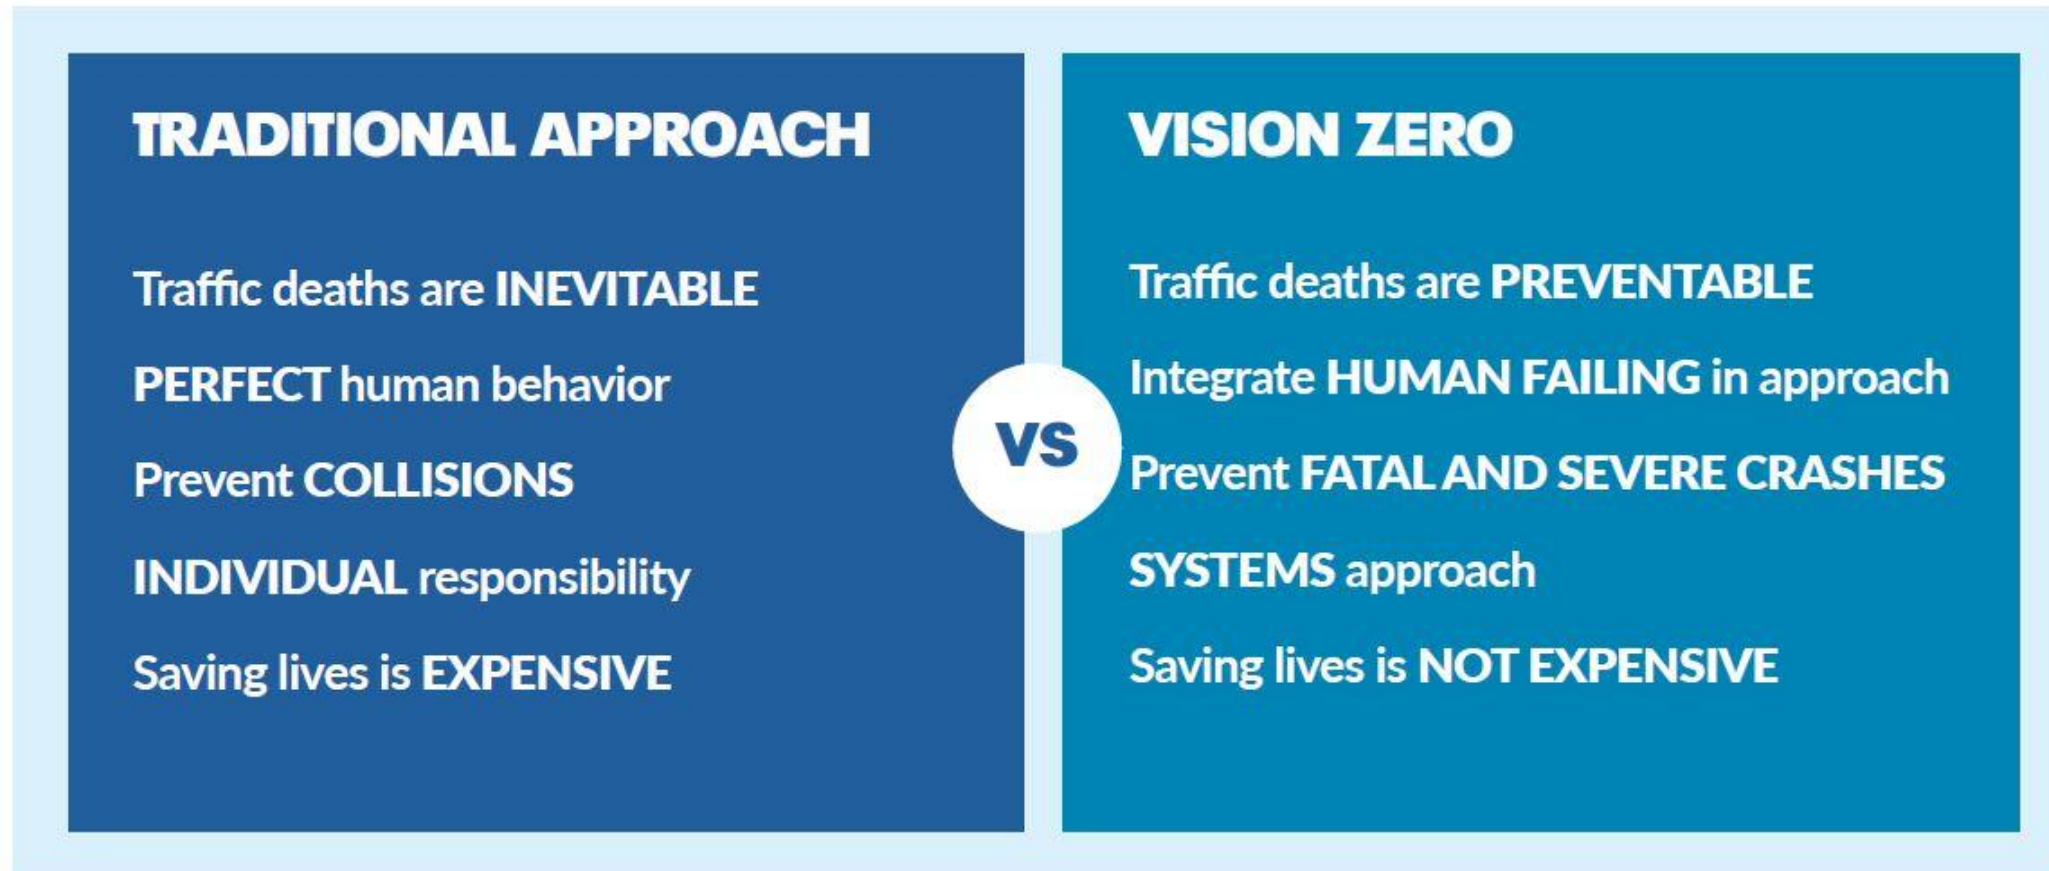 TRADITIONAL APPROACH
Traffic deaths are INEVITABLE
PERFECT human behavior
Prevent COLLISIONS
INDIVIDUAL responsibility
Saving lives is EXPENSIVE
VS
VISION ZERO
Traffic deaths are PREVENTABLE
Integrate HUMAN FAILING in approach
Prevent FATAL AND SEVERE CRASHES
SYSTEMS approach
Saving lives is NOT EXPENSIVE